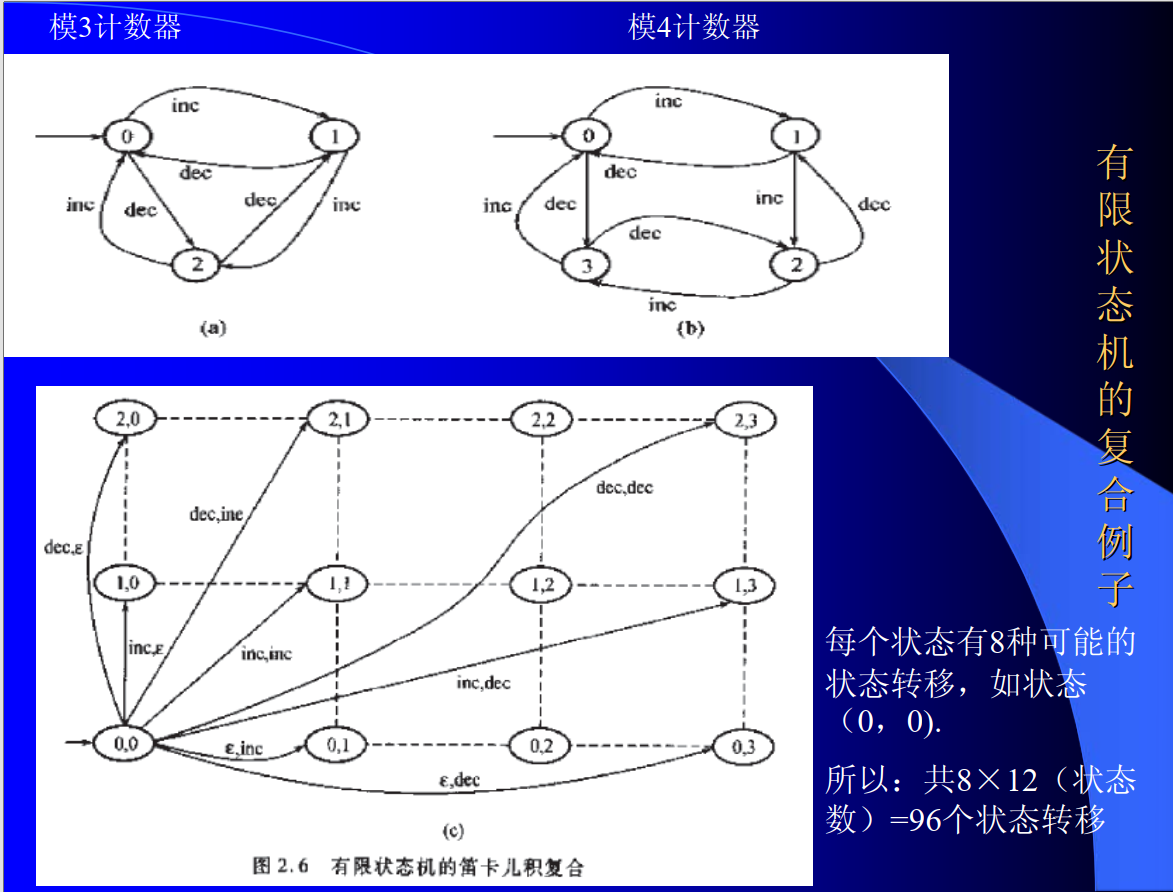 模3计数器
模4计数器
inc
0
1
dec
inc
dec
dec
inc
2
(a)
inc
0
1
dec
inc
dec
inc
dec
dec
3
2
inc
(b)
有限状态机的复合例子
2,0
2,1
2,2
2,3
dec,dec
dec,ine
dec,ε
1,0
1,1
1,2
1,3
inc,ε
inc,inc
inc,dec
0,0
ε,inc
0,1
0,2
0,3
ε,dec
(c)
图 2.6 有限状态机的笛卡儿积复合
每个状态有8种可能的
状态转移，如状态
（0，0).
所以：共8×12（状态
数）=96个状态转移